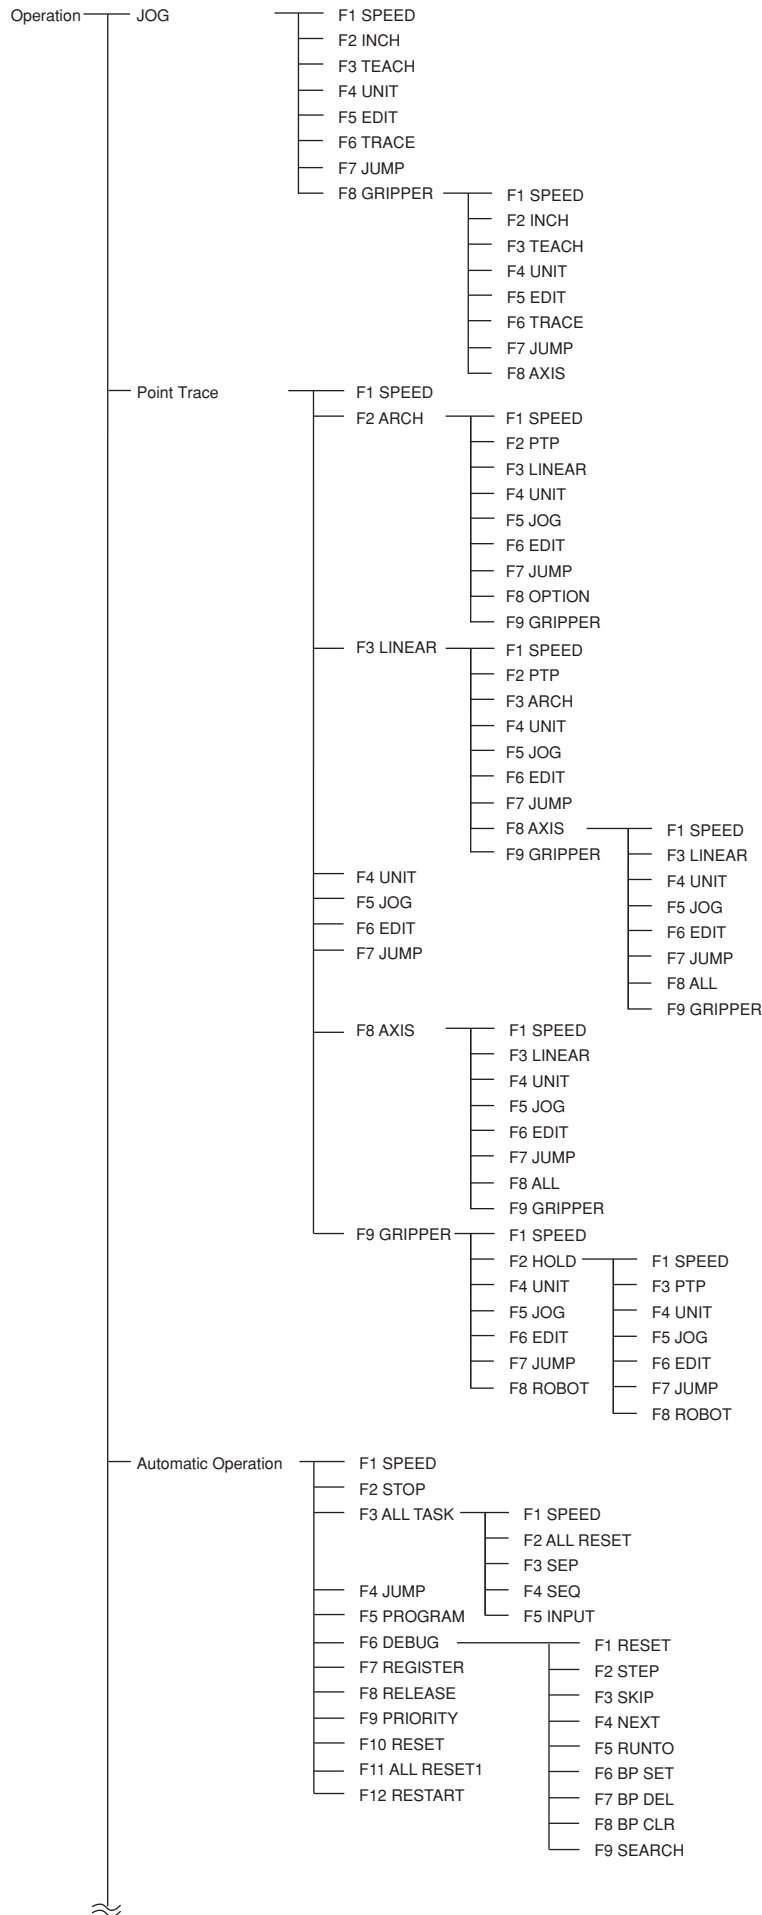 Operation
JOG
F1 SPEED
F2 INCH
F3 TEACH
F4 UNIT
F5 EDIT
F6 TRACE
F7 JUMP
F8 GRIPPER
F1 SPEED
F2 INCH
F3 TEACH
F4 UNIT
F5 EDIT
F6 TRACE
F7 JUMP
F8 AXIS
Point Trace
F1 SPEED
F2 ARCH
F1 SPEED
F2 PTP
F3 LINEAR
F4 UNIT
F5 JOG
F6 EDIT
F7 JUMP
F8 OPTION
F9 GRIPPER
F3 LINEAR
F1 SPEED
F2 PTP
F3 ARCH
F4 UNIT
F5 JOG
F6 EDIT
F7 JUMP
F8 AXIS
F9 GRIPPER
F1 SPEED
F3 LINEAR
F4 UNIT
F5 JOG
F6 EDIT
F7 JUMP
F8 ALL
F9 GRIPPER
F4 UNIT
F5 JOG
F6 EDIT
F7 JUMP
F8 AXIS
F1 SPEED
F3 LINEAR
F4 UNIT
F5 JOG
F6 EDIT
F7 JUMP
F8 ALL
F9 GRIPPER
F9 GRIPPER
F1 SPEED
F2 HOLD
F4 UNIT
F5 JOG
F6 EDIT
F7 JUMP
F8 ROBOT
F1 SPEED
F3 PTP
F4 UNIT
F5 JOG
F6 EDIT
F7 JUMP
F8 ROBOT
Automatic Operation
F1 SPEED
F2 STOP
F3 ALL TASK
F1 SPEED
F2 ALL RESET
F3 SEP
F4 SEQ
F5 INPUT
F4 JUMP
F5 PROGRAM
F6 DEBUG
F1 RESET
F2 STEP
F3 SKIP
F4 NEXT
F5 RUNTO
F6 BP SET
F7 BP DEL
F8 BP CLR
F9 SEARCH
F7 REGISTER
F8 RELEASE
F9 PRIORITY
F10 RESET
F11 ALL RESET1
F12 RESTART